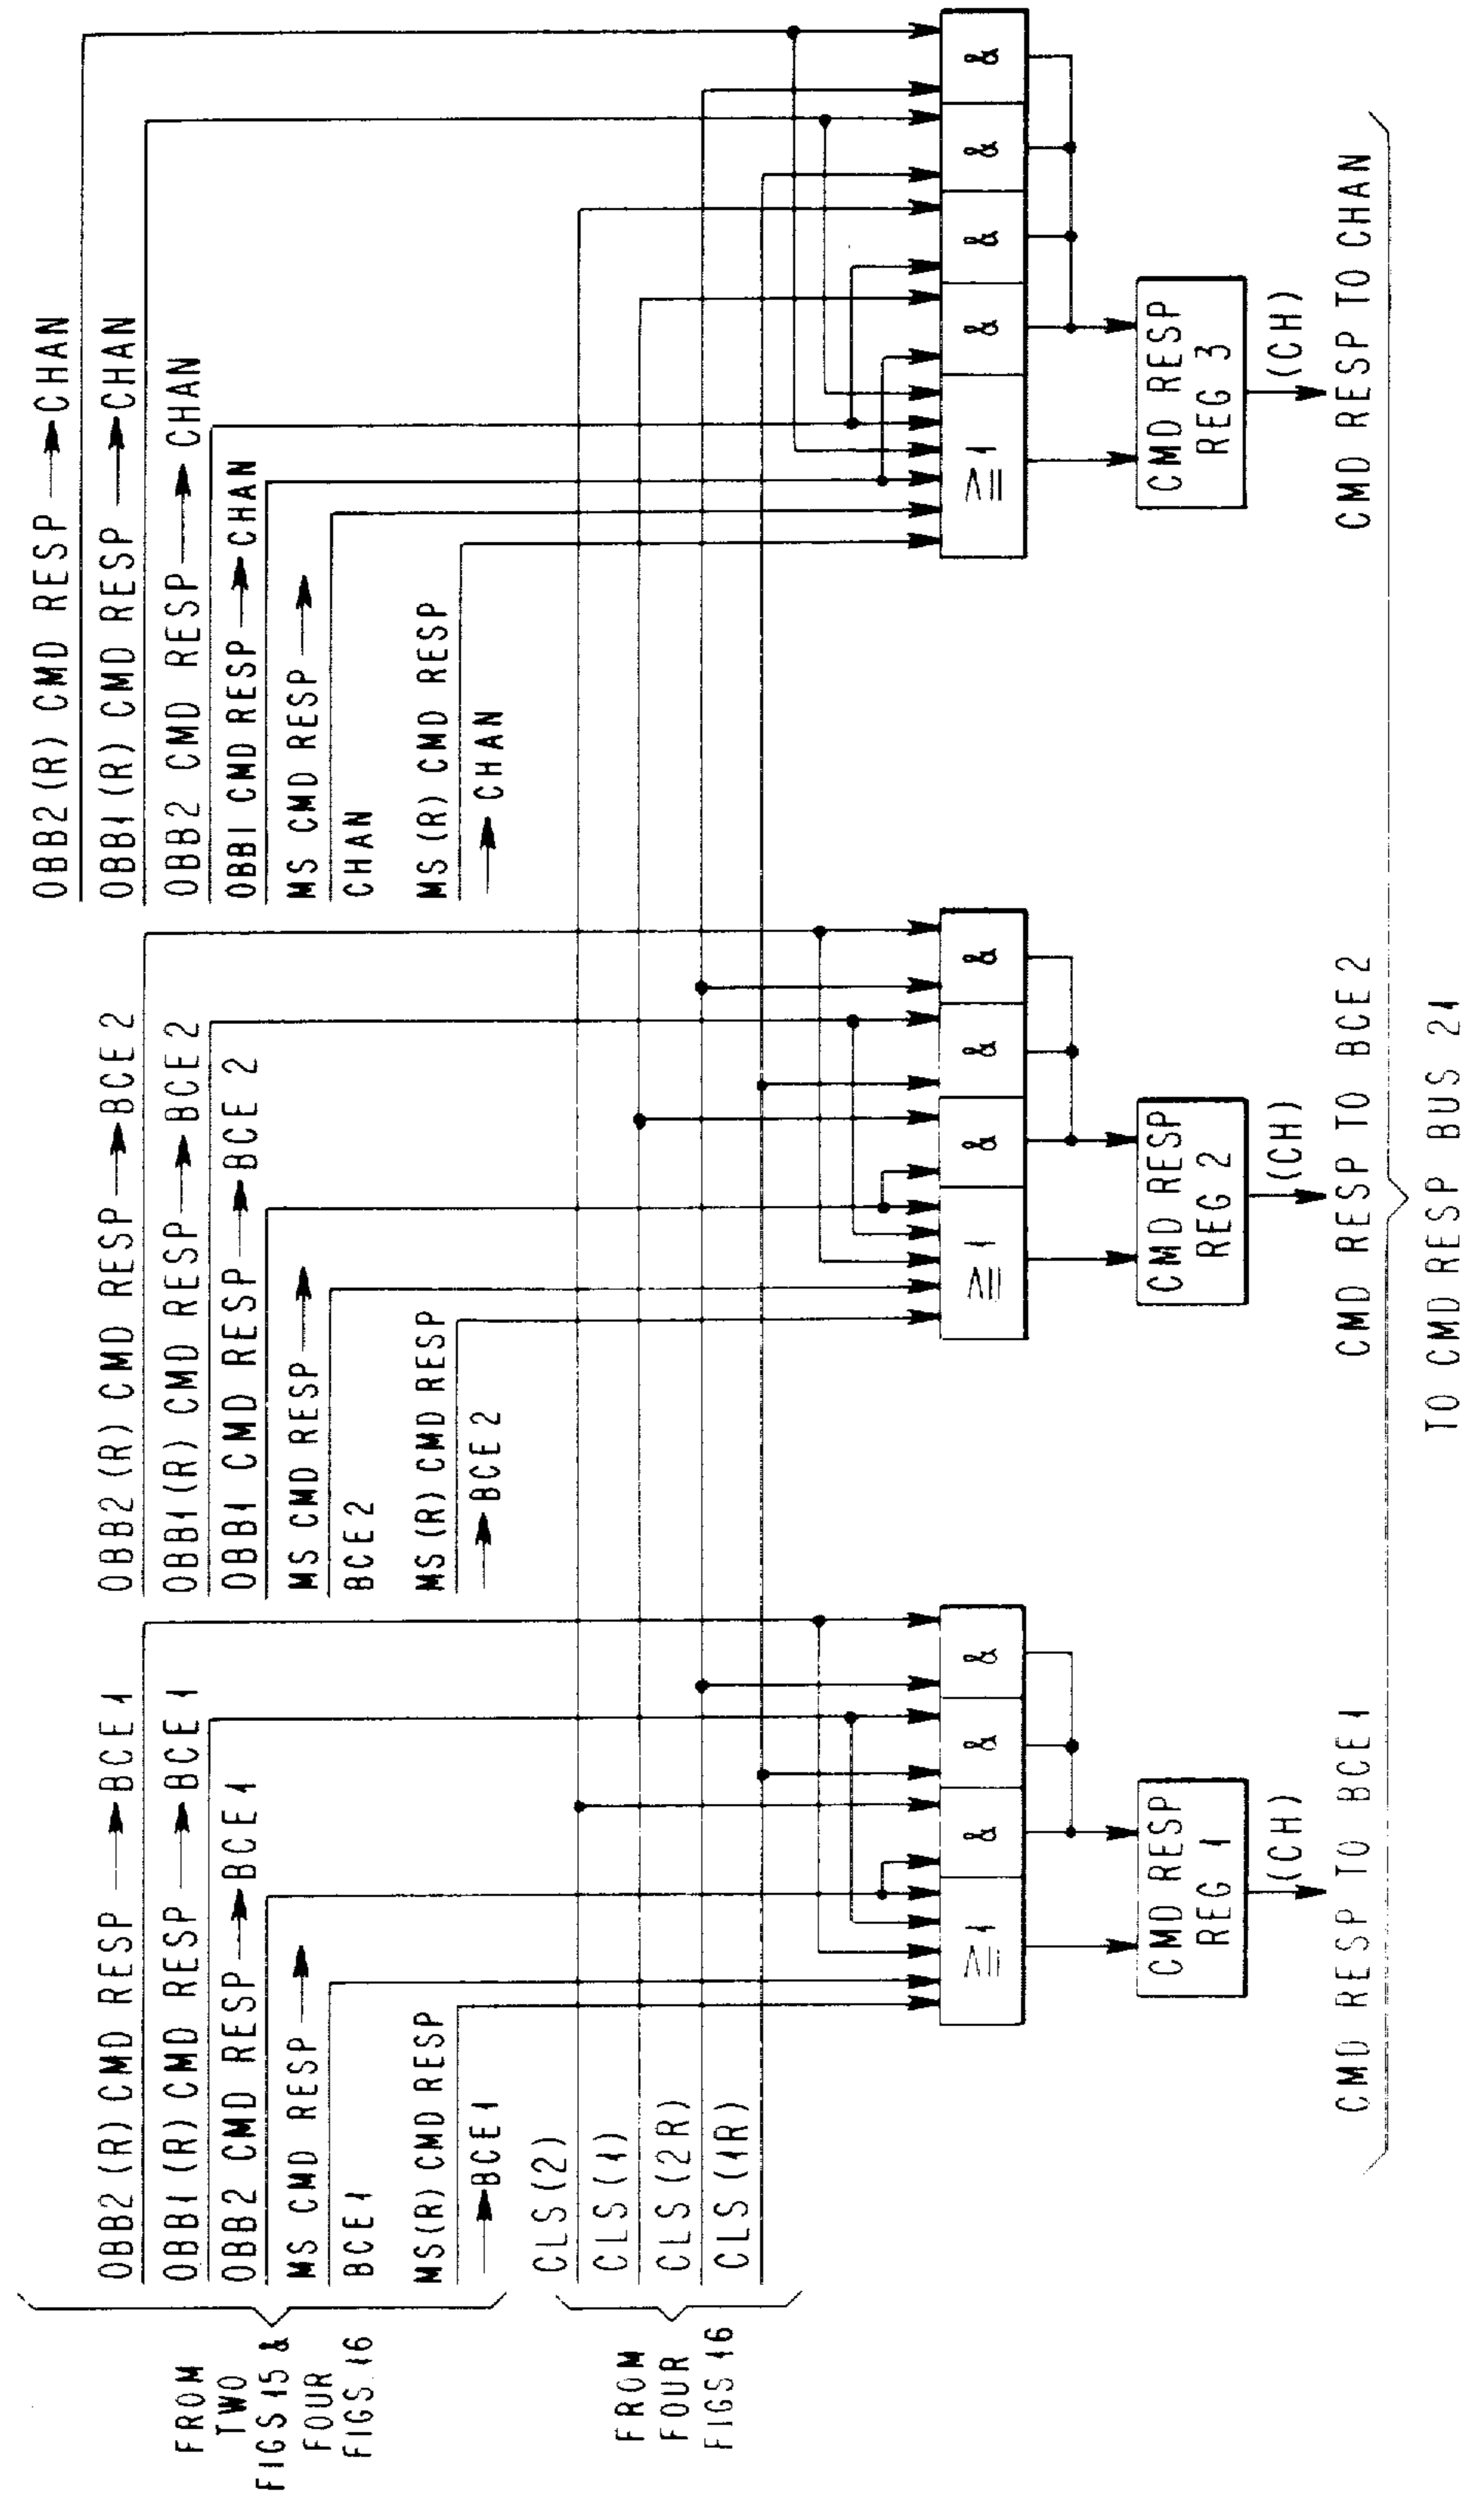 OBB2 (R) CMD RESP → BCE 1
OBB1 (R) CMD RESP → BCE 1
OBB2 CMD RESP → BCE 1
MS CMD RESP →
BCE 1
MS (R) CMD RESP
→ BCE 1
CLS (2)
CLS (1)
CLS (2R)
CLS (1R)
FROM
TWO
FIGS 15 &
FOUR
FIGS. 16
FROM
FOUR
FIGS 16
OBB2 (R) CMD RESP → BCE 2
OBB1 (R) CMD RESP → BCE 2
OBB1 CMD RESP → BCE 2
MS CMD RESP →
BCE 2
MS (R) CMD RESP
→ BCE 2
OBB2 (R) CMD RESP → CHAN
OBB1 (R) CMD RESP → CHAN
OBB2 CMD RESP → CHAN
OBB1 CMD RESP → CHAN
MS CMD RESP →
CHAN
MS (R) CMD RESP
→ CHAN
≥1 & & &
≥1 & & &
≥1 & & & &
CMD RESP
REG 1
CMD RESP
REG 2
CMD RESP
REG 3
(CH)
(CH)
(CH)
CMD RESP TO BCE 1
CMD RESP TO BCE 2
CMD RESP TO CHAN
TO CMD RESP BUS 21